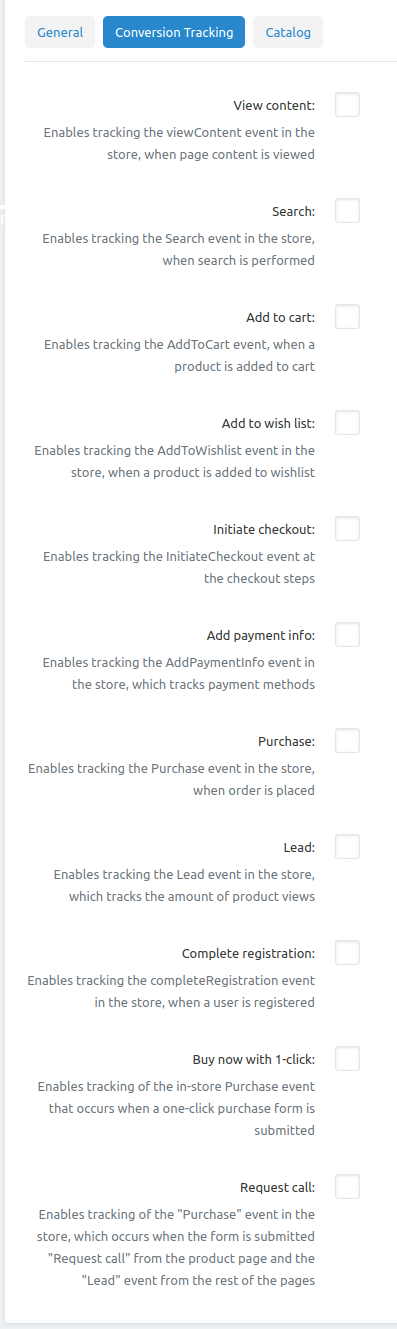 General Conversion Tracking Catalog
View content:
Enables tracking the viewContent event in the
store, when page content is viewed
Search:
Enables tracking the Search event in the store,
when search is performed
Add to cart:
Enables tracking the AddToCart event, when a
product is added to cart
Add to wish list:
Enables tracking the AddToWishlist event in the
store, when a product is added to wishlist
Initiate checkout:
Enables tracking the InitiateCheckout event at
the checkout steps
Add payment info:
Enables tracking the AddPaymentInfo event in
the store, which tracks payment methods
Purchase:
Enables tracking the Purchase event in the store,
when order is placed
Lead:
Enables tracking the Lead event in the store,
which tracks the amount of product views
Complete registration:
Enables tracking the completeRegistration event
in the store, when a user is registered
Buy now with 1-click:
Enables tracking of the in-store Purchase event
that occurs when a one-click purchase form is
submitted
Request call:
Enables tracking of the "Purchase" event in the
store, which occurs when the form is submitted
"Request call" from the product page and the
"Lead" event from the rest of the pages